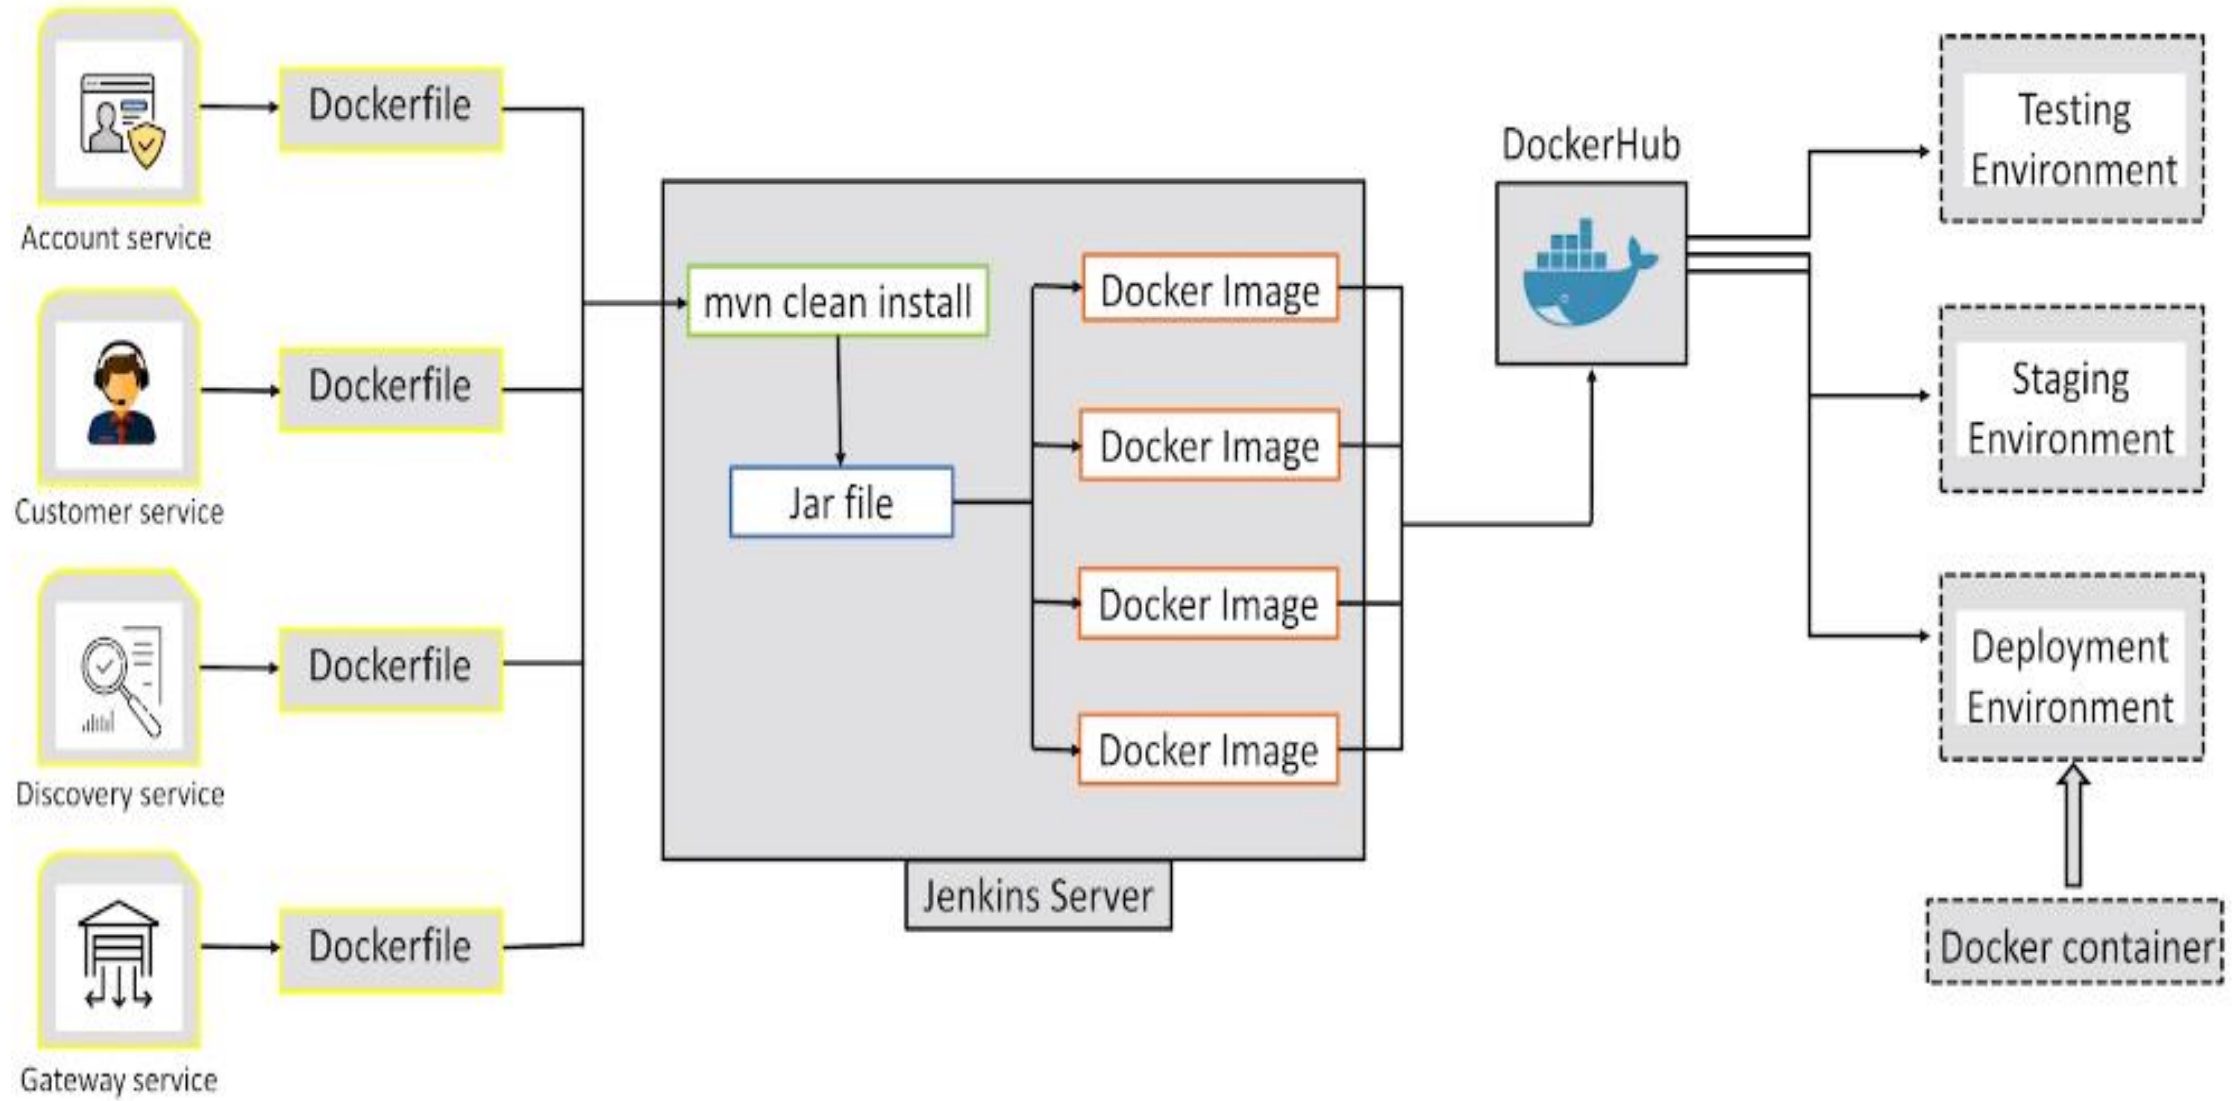 Dockerfile
Account service
Dockerfile
Customer service
Dockerfile
Discovery service
Dockerfile
Gateway service
mvn clean install
Jar file
Docker Image
Docker Image
Docker Image
Docker Image
Jenkins Server
DockerHub
Testing
Environment
Staging
Environment
Deployment
Environment
Docker container